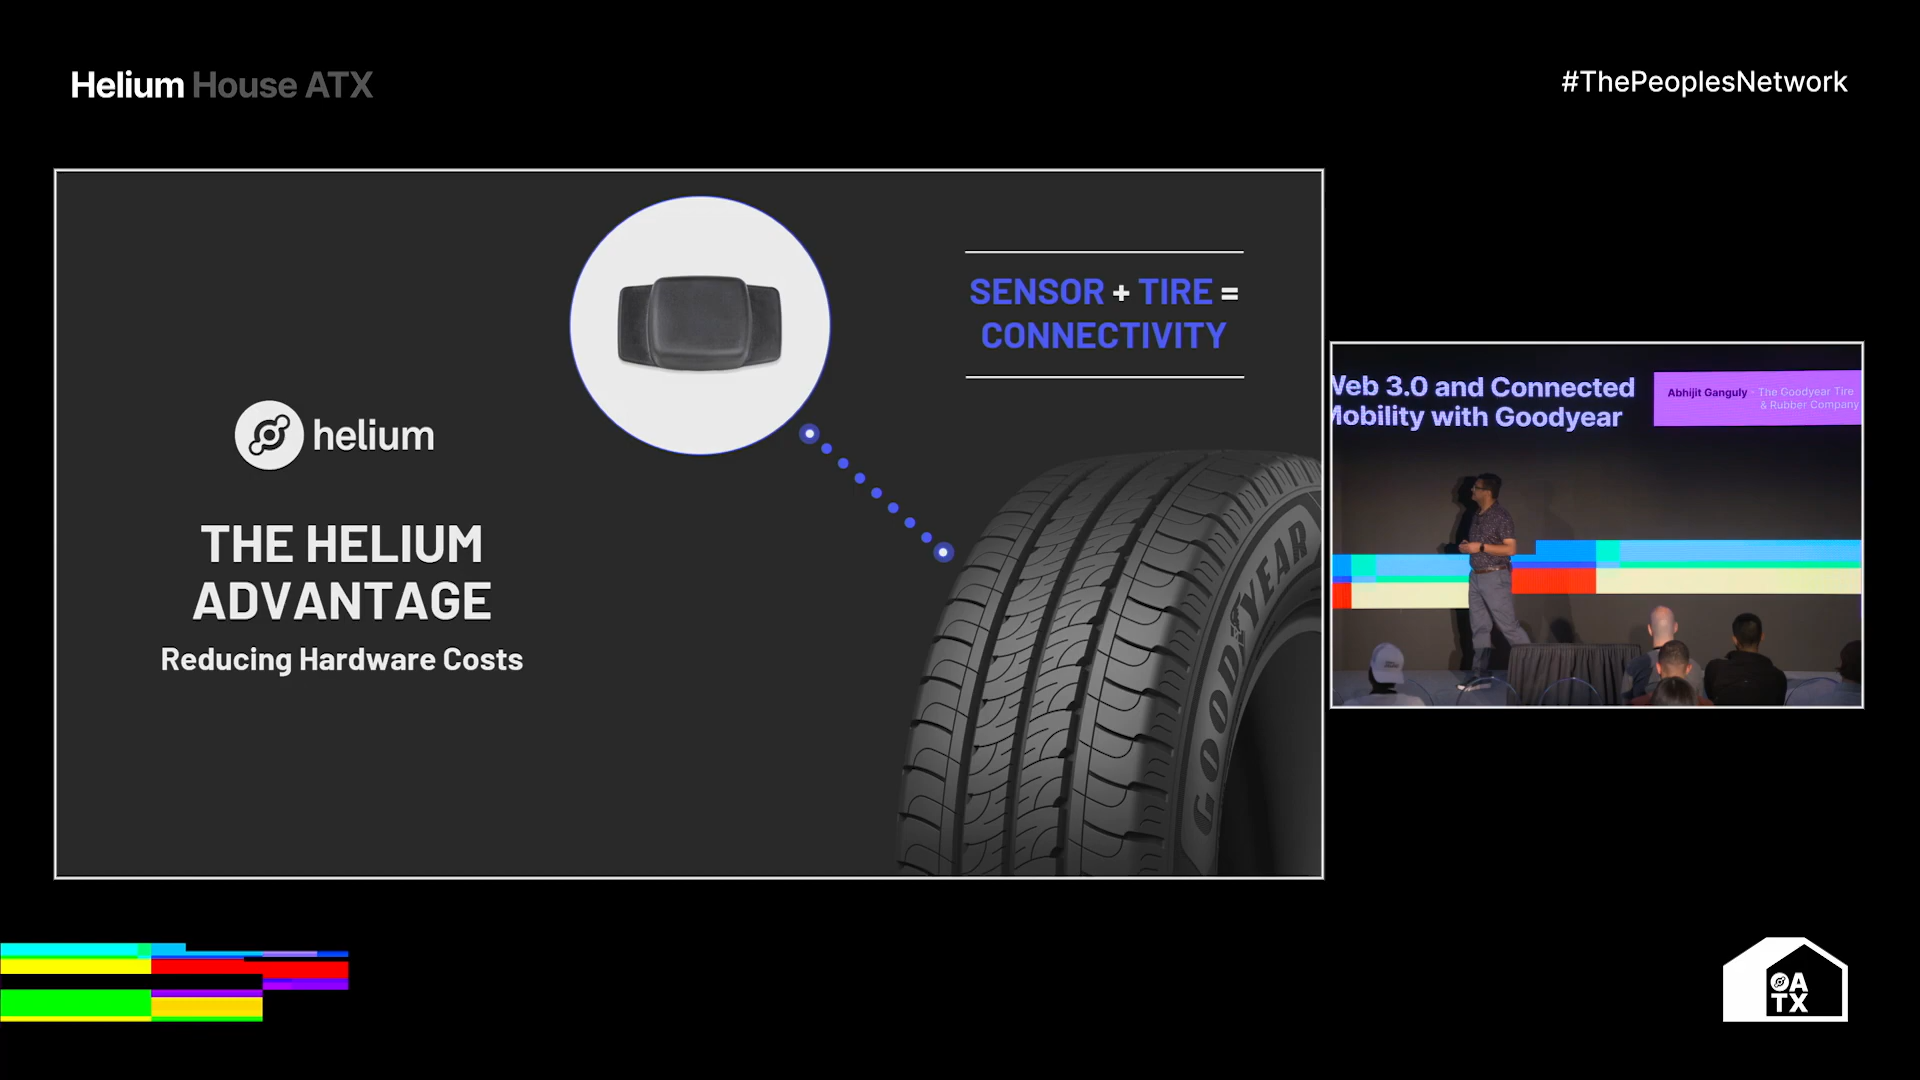 Helium House ATX
#ThePeoplesNetwork
helium
THE HELIUM
ADVANTAGE
Reducing Hardware Costs
SENSOR + TIRE =
CONNECTIVITY
GOODYEAR
Web 3.0 and Connected
Mobility with Goodyear
Abhijit Ganguly - The Goodyear Tire
& Rubber Company
A
TX